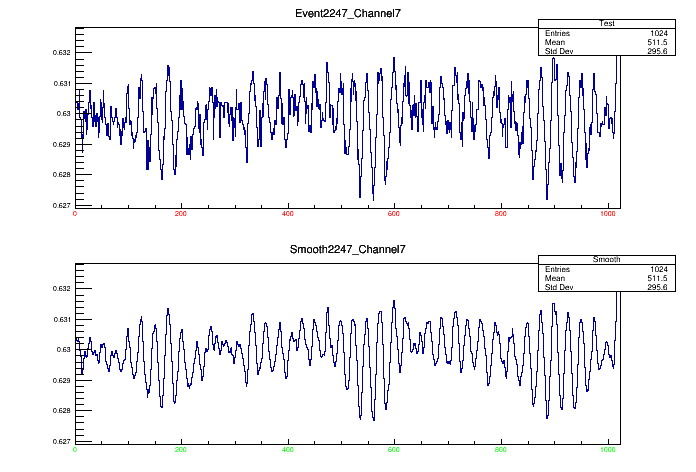 Event2247_Channel7
Test
Entries 1024
Mean 511.5
Std Dev 295.6
0.632
0.631
0.63
0.629
0.628
0.627
0 200 400 600 800 1000
Smooth2247_Channel7
Smooth
Entries 1024
Mean 511.5
Std Dev 295.6
0.632
0.631
0.63
0.629
0.628
0.627
0 200 400 600 800 1000